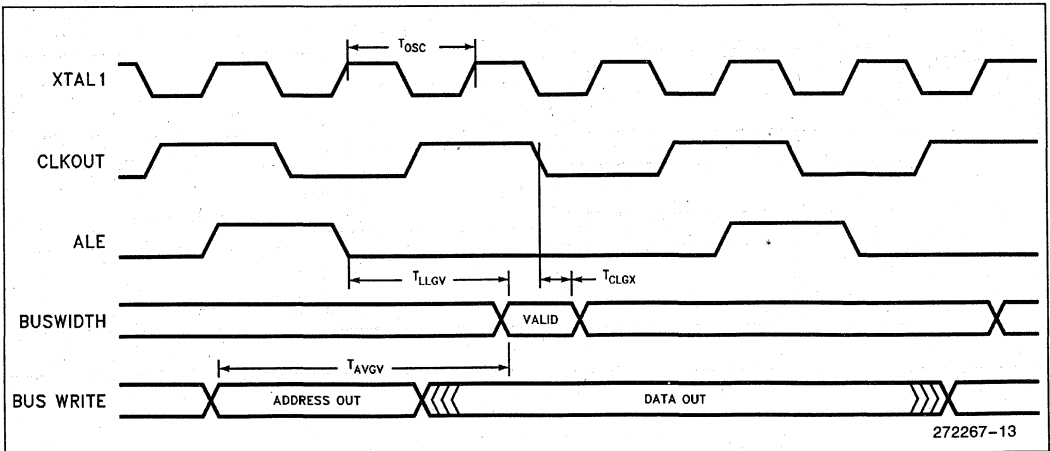 TOSC
XTAL1
CLKOUT
ALE
TLLGV
TCLGX
BUSWIDTH
VALID
TAVGV
BUS WRITE
ADDRESS OUT
DATA OUT
272267-13